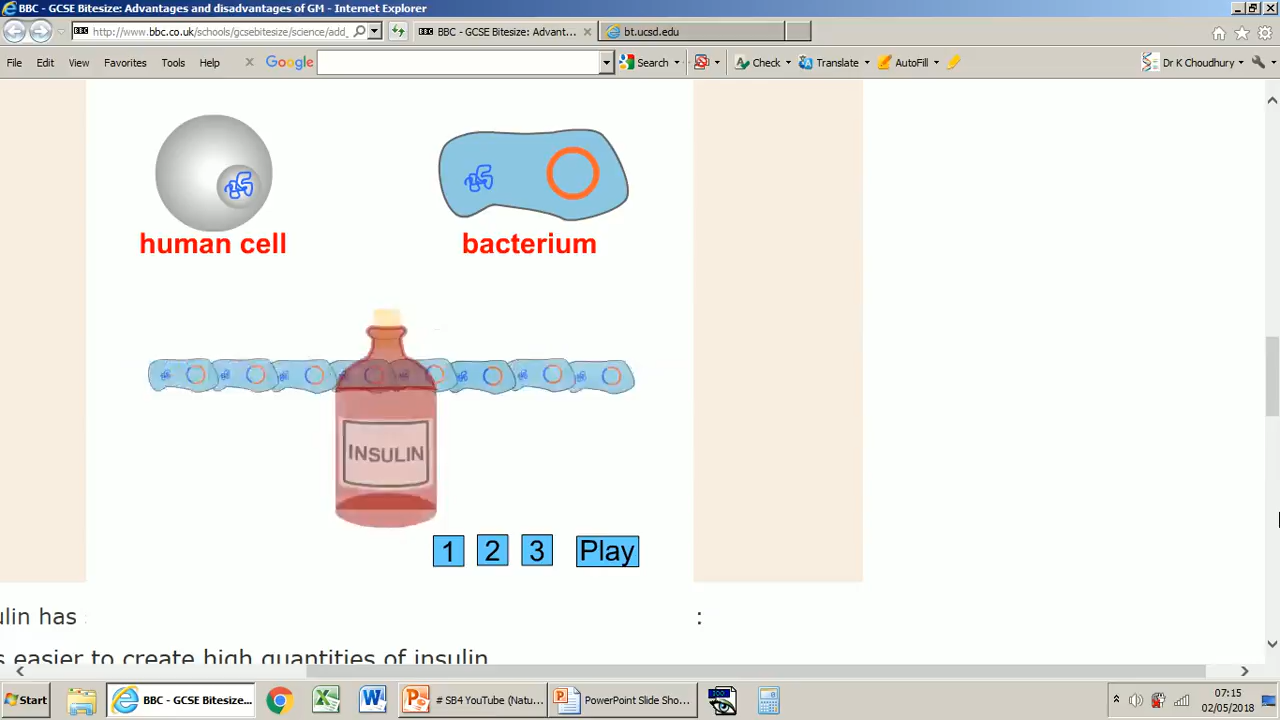 BBC - GCSE Bitesize: Advantages and disadvantages of GM - Internet Explorer
http://www.bbc.co.uk/schools/gcsebitesize/science/add_
BBC - GCSE Bitesize: Advant...
bt.ucsd.edu
File Edit View Favorites Tools Help
Google Search Check Translate AutoFill Dr K Choudhury
human cell
bacterium
INSULIN
1 2 3 Play
ulin has :
s easier to create high quantities of insulin
Start BBC - GCSE Bitesize... # SB4 YouTube (Natu... PowerPoint Slide Sho... 07:15
02/05/2018